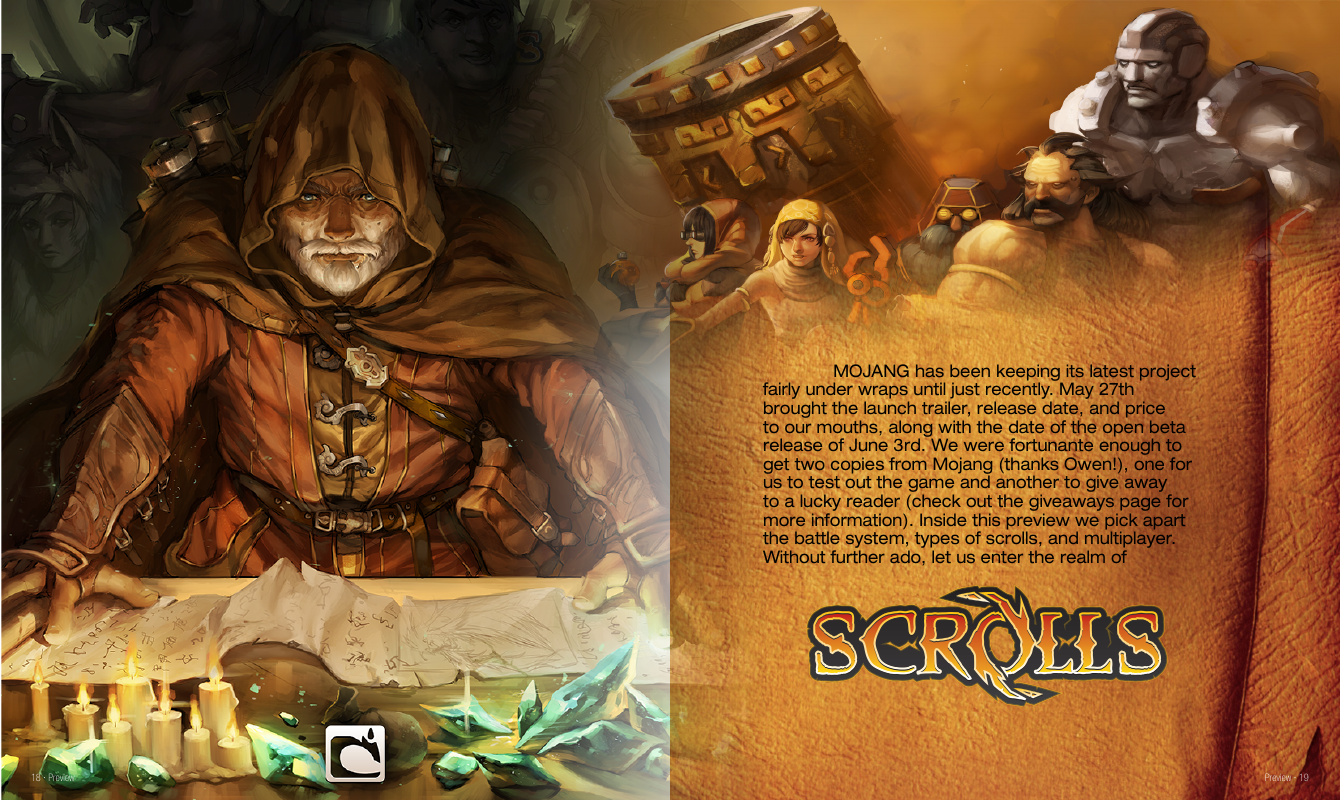 MOJANG has been keeping its latest project
fairly under wraps until just recently. May 27th
brought the launch trailer, release date, and price
to our mouths, along with the date of the open beta
release of June 3rd. We were fortunante enough to
get two copies from Mojang (thanks Owen!), one for
us to test out the game and another to give away
to a lucky reader (check out the giveaways page for
more information). Inside this preview we pick apart
the battle system, types of scrolls, and multiplayer.
Without further ado, let us enter the realm of
SCROLLS
18 · Preview
Preview · 19